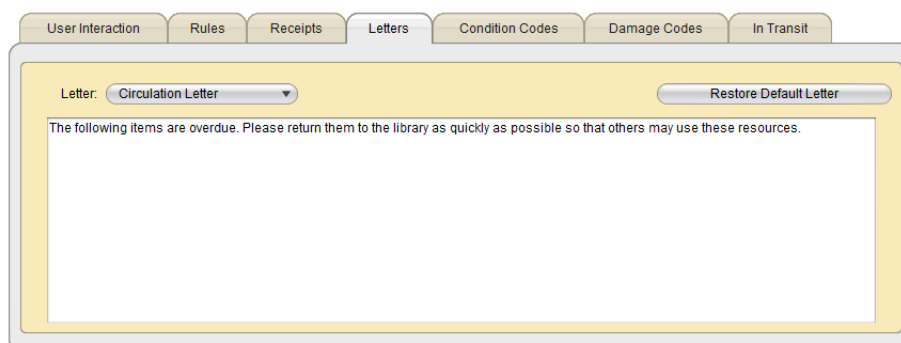 User Interaction Rules Receipts Letters Condition Codes Damage Codes In Transit
Letter: Circulation Letter Restore Default Letter
The following items are overdue. Please return them to the library as quickly as possible so that others may use these resources.